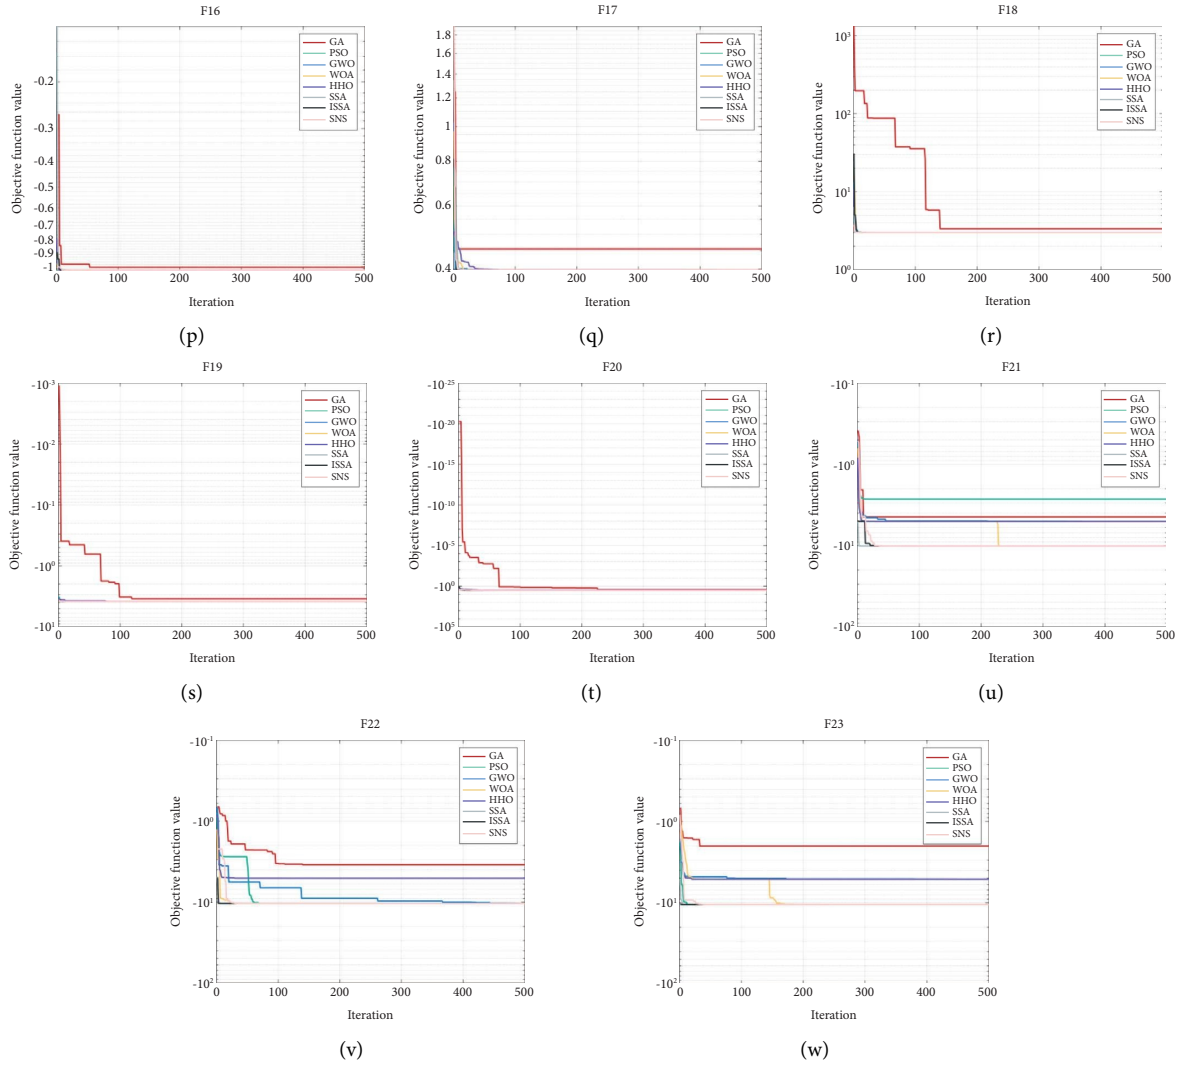 F16
Objective function value
-0.2
-0.3
-0.4
-0.5
-0.6
-0.7
-0.8
-0.9
-1
0 100 200 300 400 500
Iteration
GA
PSO
GWO
WOA
HHO
SSA
ISSA
SNS
(p)
F17
Objective function value
1.8
1.6
1.4
1.2
1
0.8
0.6
0.4
0 100 200 300 400 500
Iteration
GA
PSO
GWO
WOA
HHO
SSA
ISSA
SNS
(q)
F18
Objective function value
10³
10²
10¹
10⁰
0 100 200 300 400 500
Iteration
GA
PSO
GWO
WOA
HHO
SSA
ISSA
SNS
(r)
F19
Objective function value
-10⁻³
-10⁻²
-10⁻¹
-10⁰
-10¹
0 100 200 300 400 500
Iteration
GA
PSO
GWO
WOA
HHO
SSA
ISSA
SNS
(s)
F20
Objective function value
-10⁻²⁵
-10⁻²⁰
-10⁻¹⁵
-10⁻¹⁰
-10⁻⁵
-10⁰
-10⁵
0 100 200 300 400 500
Iteration
GA
PSO
GWO
WOA
HHO
SSA
ISSA
SNS
(t)
F21
Objective function value
-10⁻¹
-10⁰
-10¹
-10²
0 100 200 300 400 500
Iteration
GA
PSO
GWO
WOA
HHO
SSA
ISSA
SNS
(u)
F22
Objective function value
-10⁻¹
-10⁰
-10¹
-10²
0 100 200 300 400 500
Iteration
GA
PSO
GWO
WOA
HHO
SSA
ISSA
SNS
(v)
F23
Objective function value
-10⁻¹
-10⁰
-10¹
-10²
0 100 200 300 400 500
Iteration
GA
PSO
GWO
WOA
HHO
SSA
ISSA
SNS
(w)